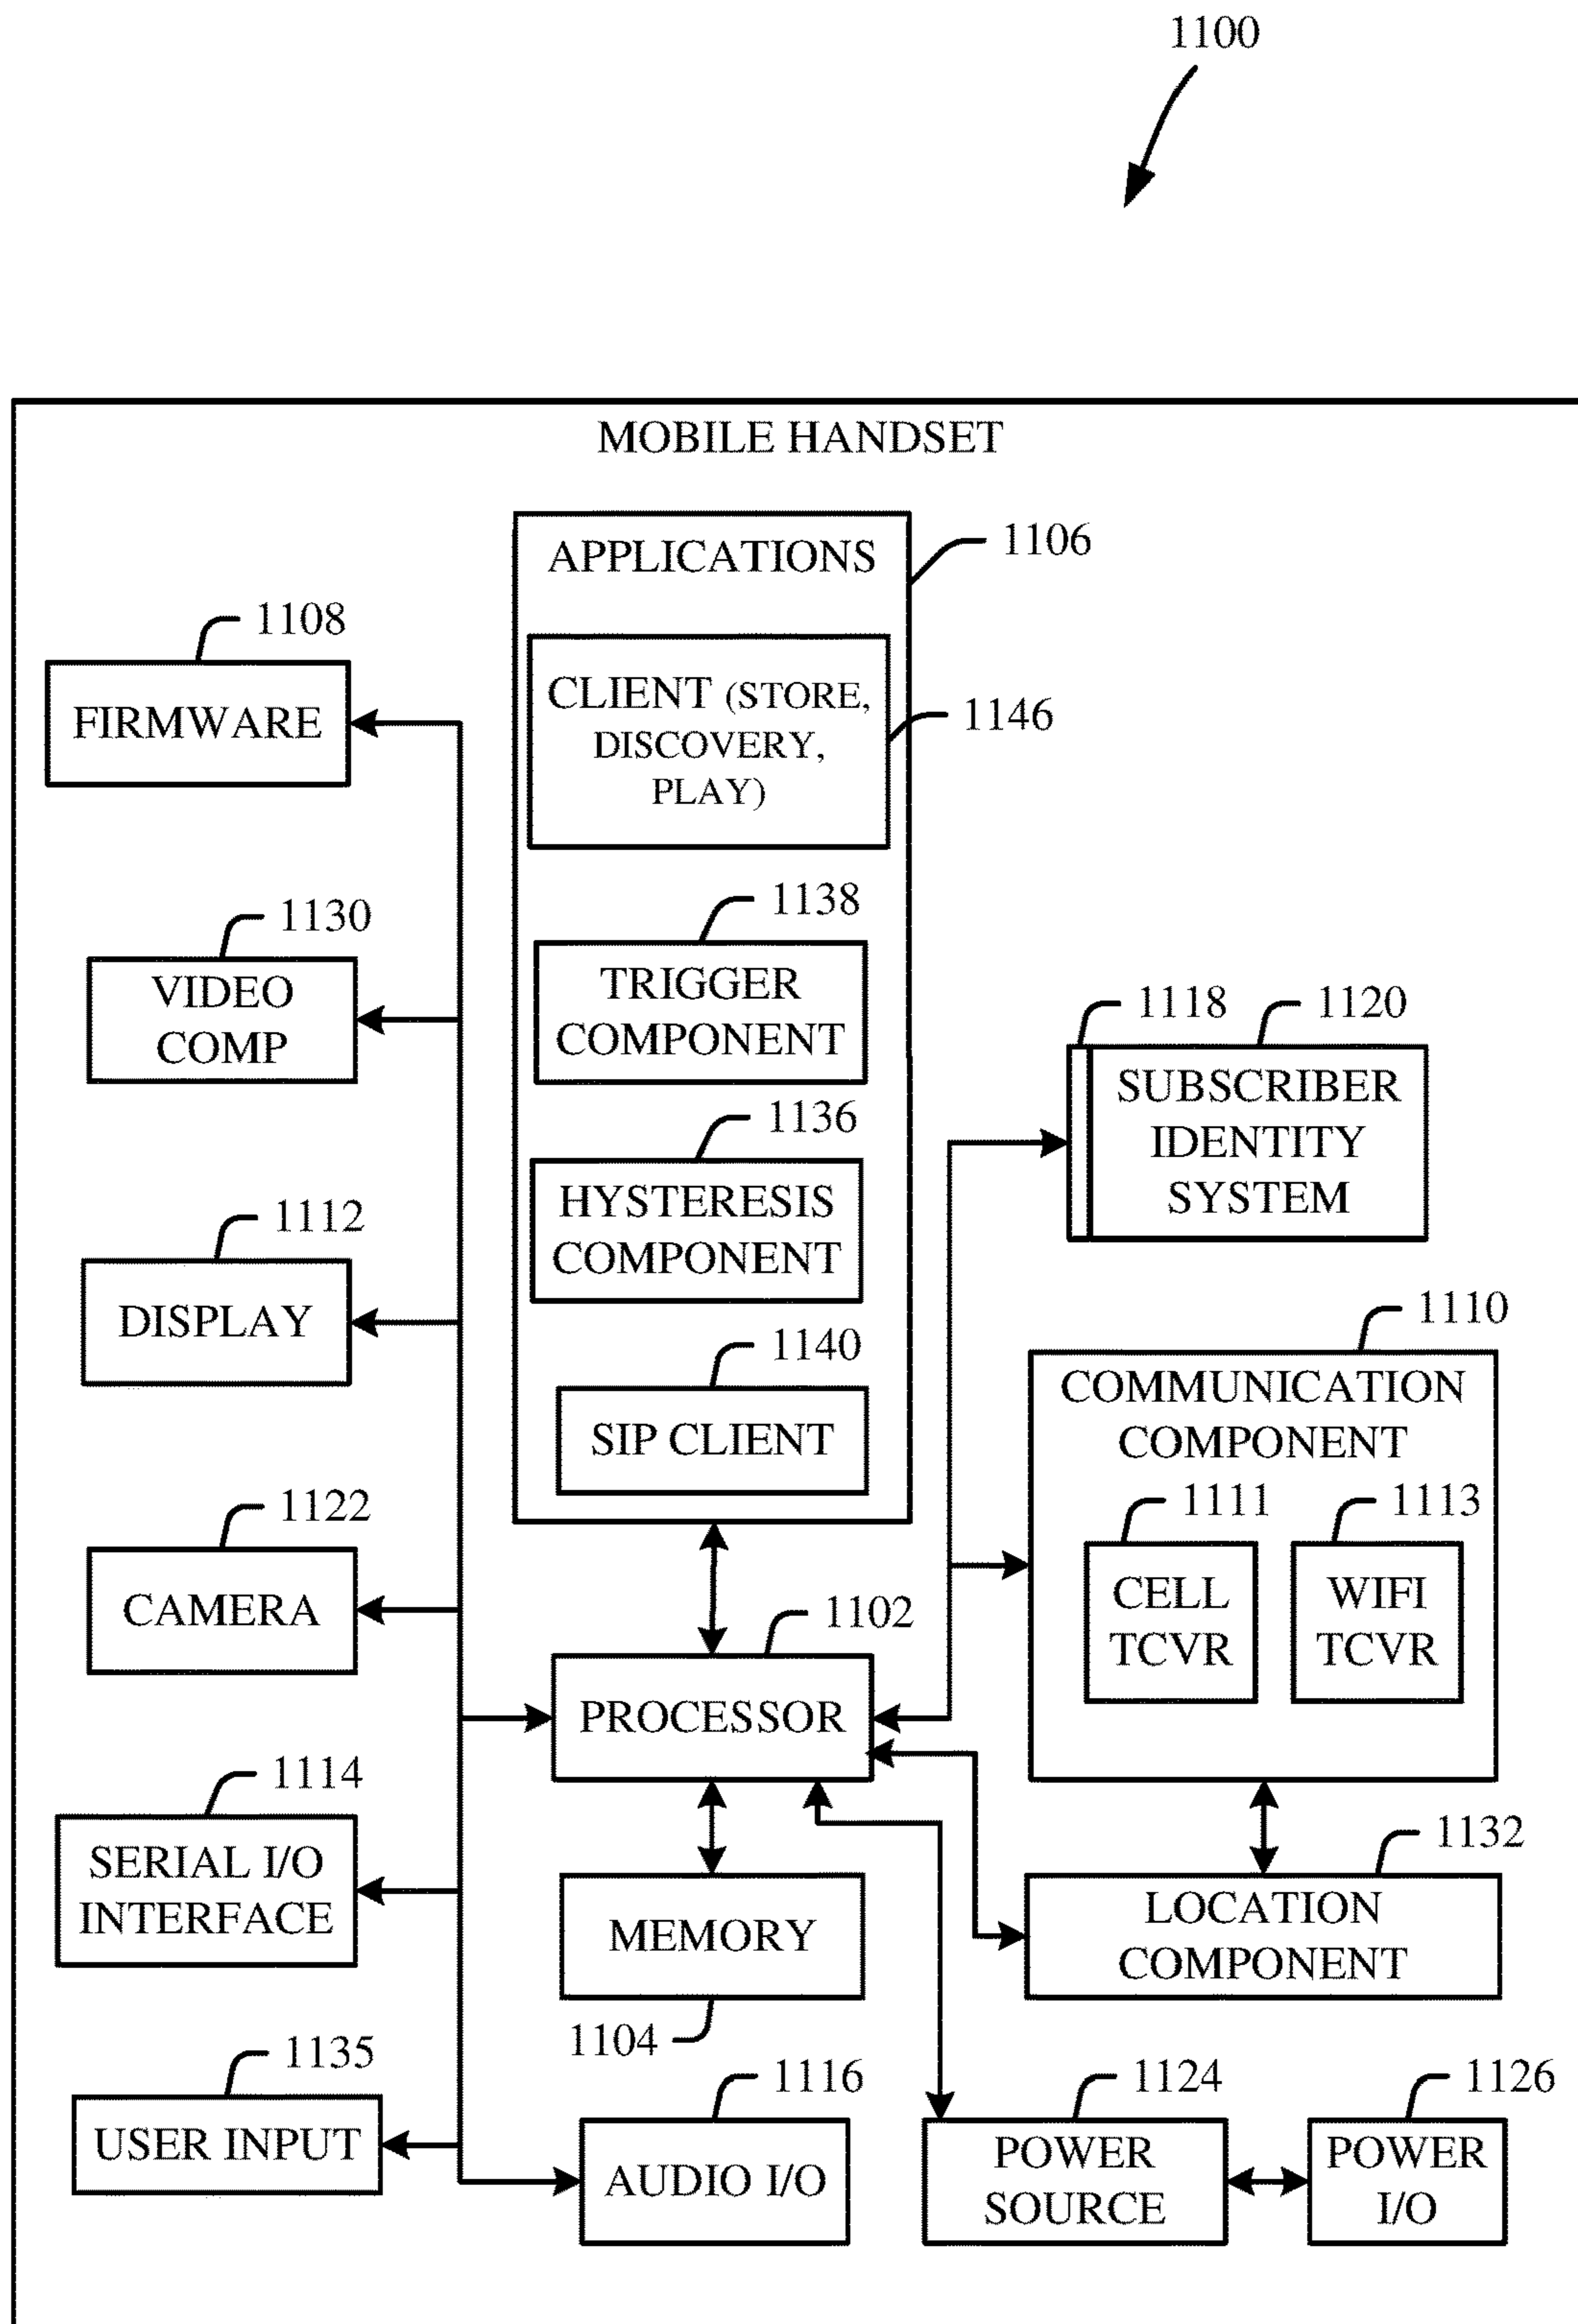 1100
MOBILE HANDSET
APPLICATIONS
1106
CLIENT (STORE,
DISCOVERY,
PLAY)
1146
1108
FIRMWARE
1138
TRIGGER
COMPONENT
1130
VIDEO
COMP
1118
1120
SUBSCRIBER
IDENTITY
SYSTEM
1136
HYSTERESIS
COMPONENT
1112
DISPLAY
1140
SIP CLIENT
1110
COMMUNICATION
COMPONENT
1111
1113
CELL
TCVR
WIFI
TCVR
1122
CAMERA
1102
PROCESSOR
1114
SERIAL I/O
INTERFACE
MEMORY
1104
1132
LOCATION
COMPONENT
1135
USER INPUT
1116
AUDIO I/O
1124
POWER
SOURCE
1126
POWER
I/O